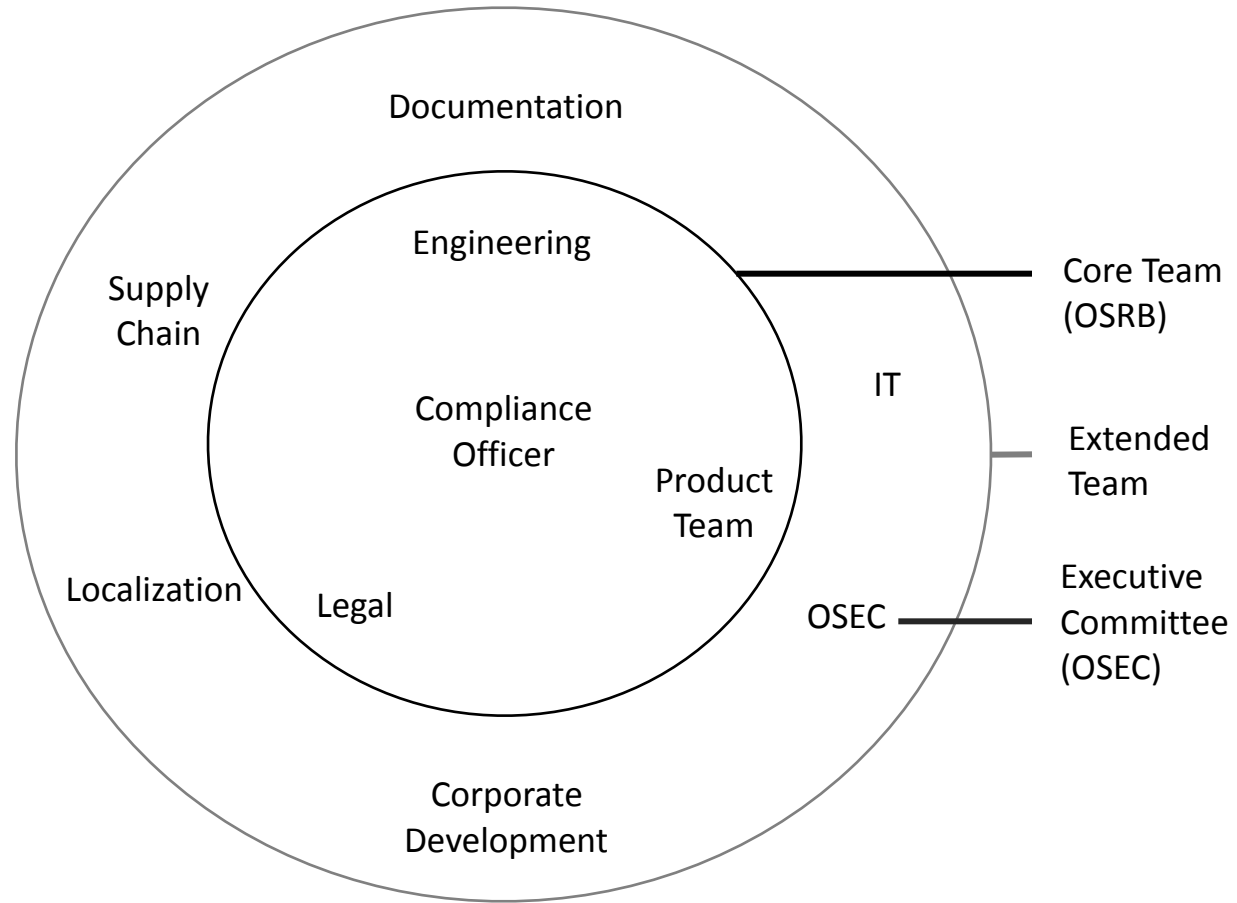 Documentation
Engineering
Supply
Chain
Core Team
(OSRB)
IT
Compliance
Officer
Extended
Team
Product
Team
Localization
Legal
OSEC
Executive
Committee
(OSEC)
Corporate
Development